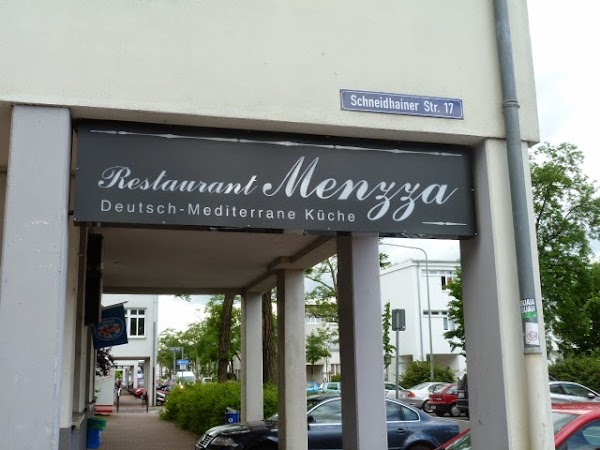 Schneidhainer Str. 17
Restaurant Menzza
Deutsch-Mediterrane Küche